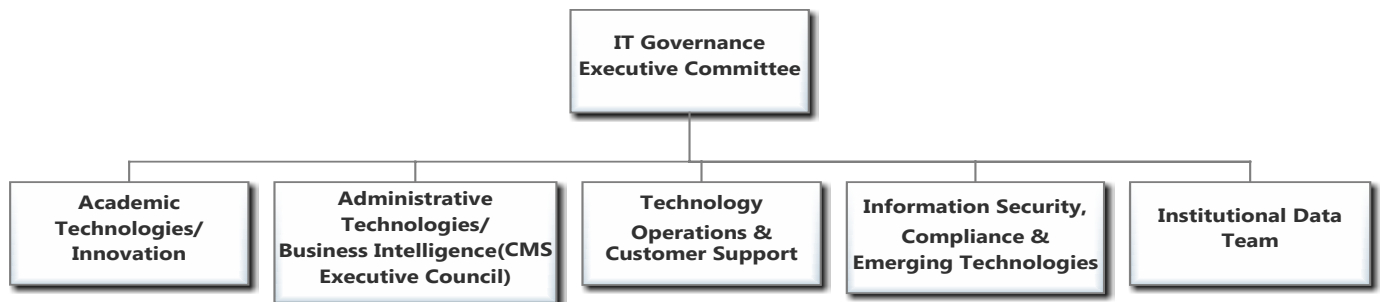 IT Governance
Executive Committee
Academic
Technologies/
Innovation
Administrative
Technologies/
Business Intelligence(CMS
Executive Council)
Technology
Operations &
Customer Support
Information Security,
Compliance &
Emerging Technologies
Institutional Data
Team